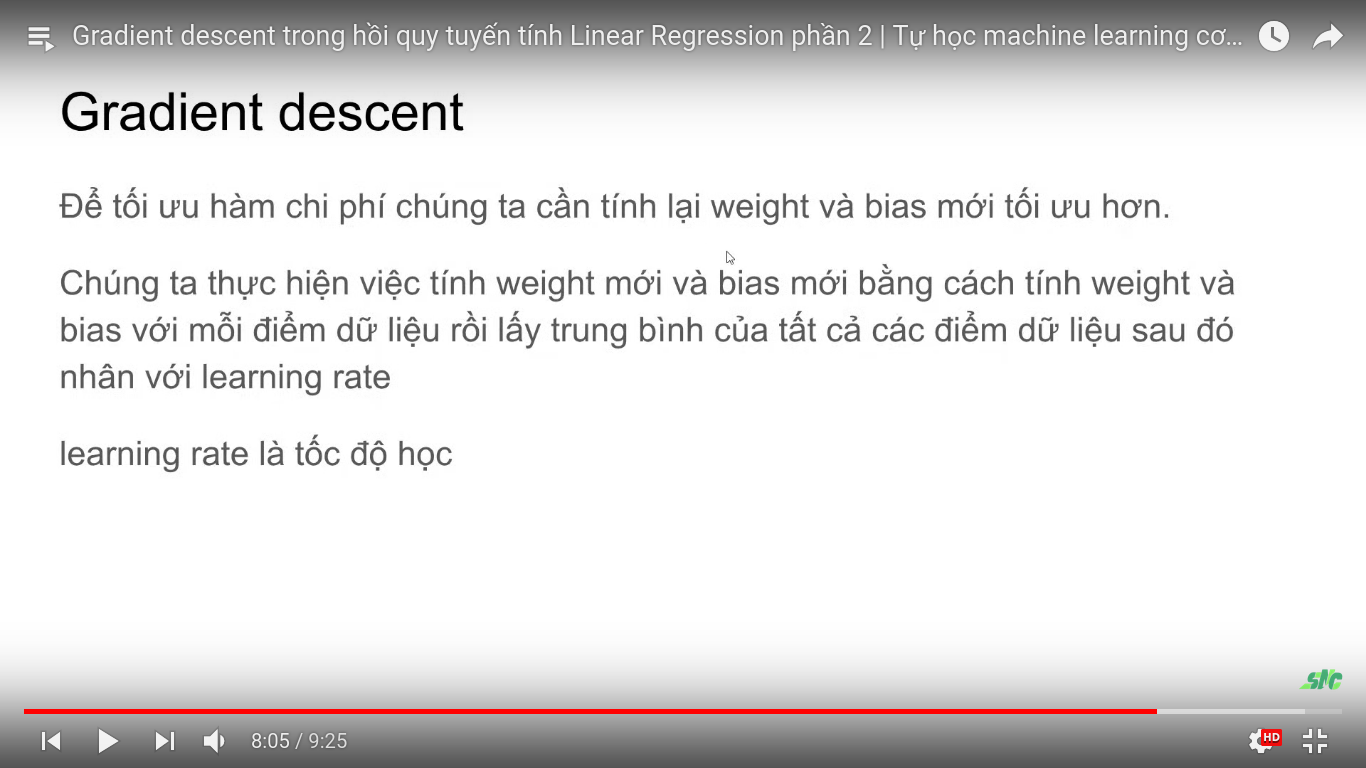 Gradient descent trong hồi quy tuyến tính Linear Regression phần 2 | Tự học machine learning cơ...
Gradient descent
Để tối ưu hàm chi phí chúng ta cần tính lại weight và bias mới tối ưu hơn.
Chúng ta thực hiện việc tính weight mới và bias mới bằng cách tính weight và
bias với mỗi điểm dữ liệu rồi lấy trung bình của tất cả các điểm dữ liệu sau đó
nhân với learning rate
learning rate là tốc độ học
SNC
8:05 / 9:25
HD